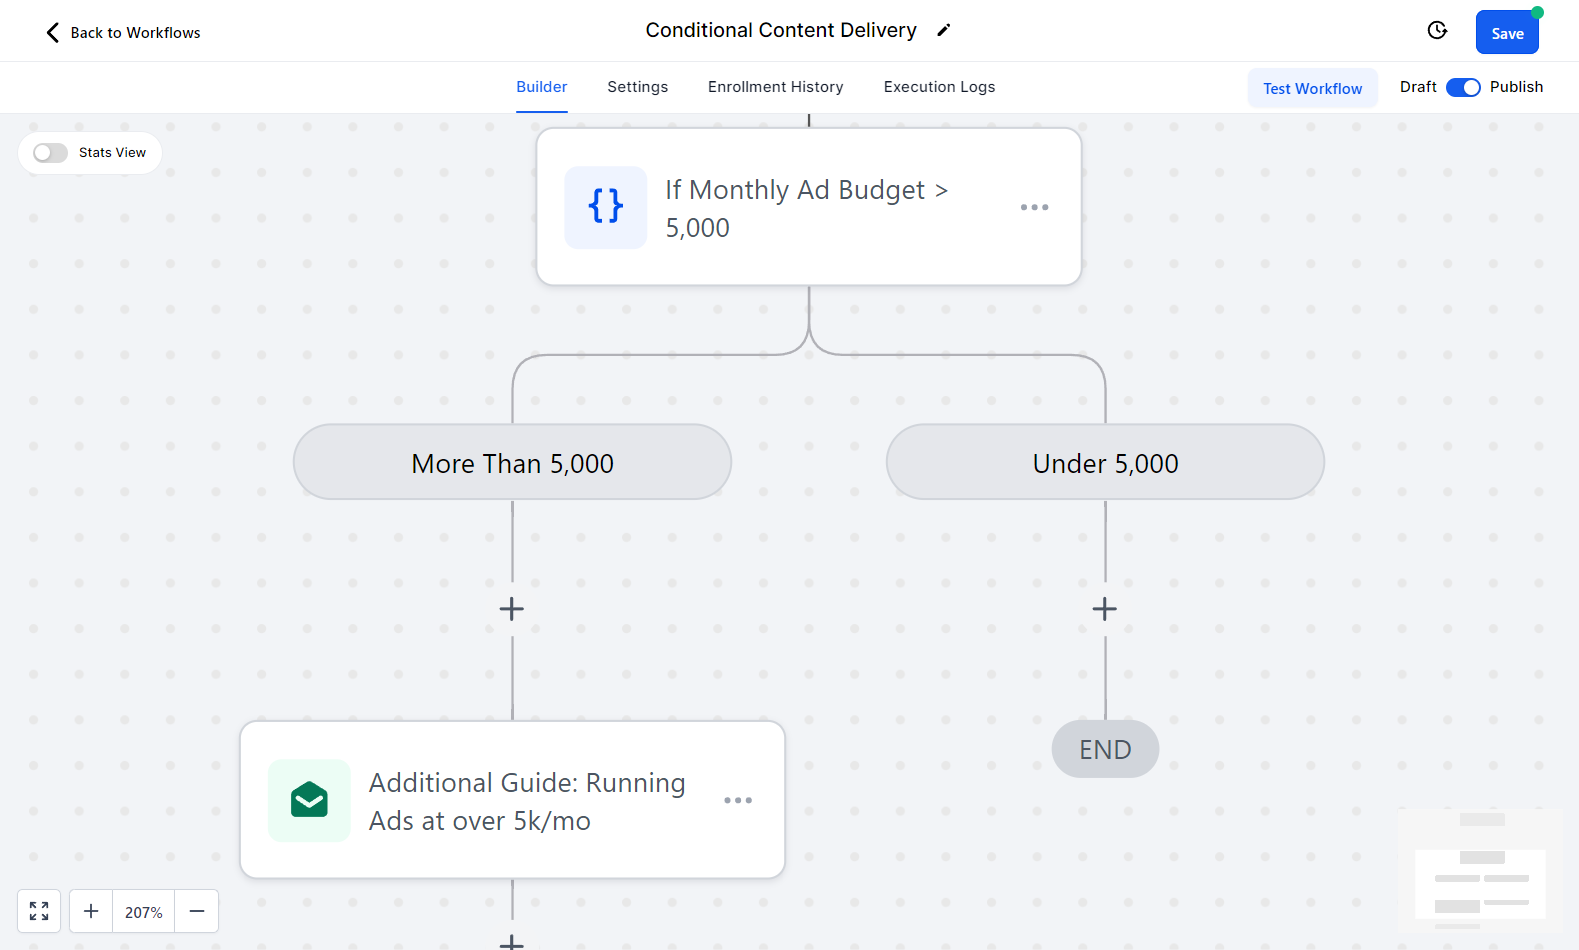 Back to Workflows
Conditional Content Delivery
Save
Builder
Settings
Enrollment History
Execution Logs
Test Workflow
Draft
Publish
Stats View
{}
If Monthly Ad Budget >
5,000
More Than 5,000
Under 5,000
Additional Guide: Running
Ads at over 5k/mo
END
207%